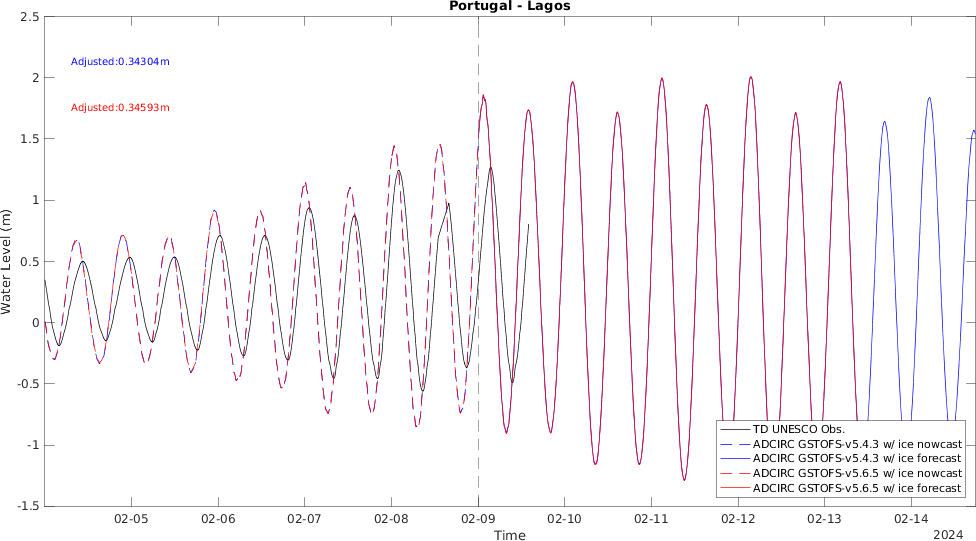 Portugal - Lagos
2.5
2
1.5
1
0.5
0
-0.5
-1
-1.5
Water Level (m)
Adjusted:0.34304m
Adjusted:0.34593m
TD UNESCO Obs.
ADCIRC GSTOFS-v5.4.3 w/ ice nowcast
ADCIRC GSTOFS-v5.4.3 w/ ice forecast
ADCIRC GSTOFS-v5.6.5 w/ ice nowcast
ADCIRC GSTOFS-v5.6.5 w/ ice forecast
02-05 02-06 02-07 02-08 02-09 02-10 02-11 02-12 02-13 02-14
Time
2024